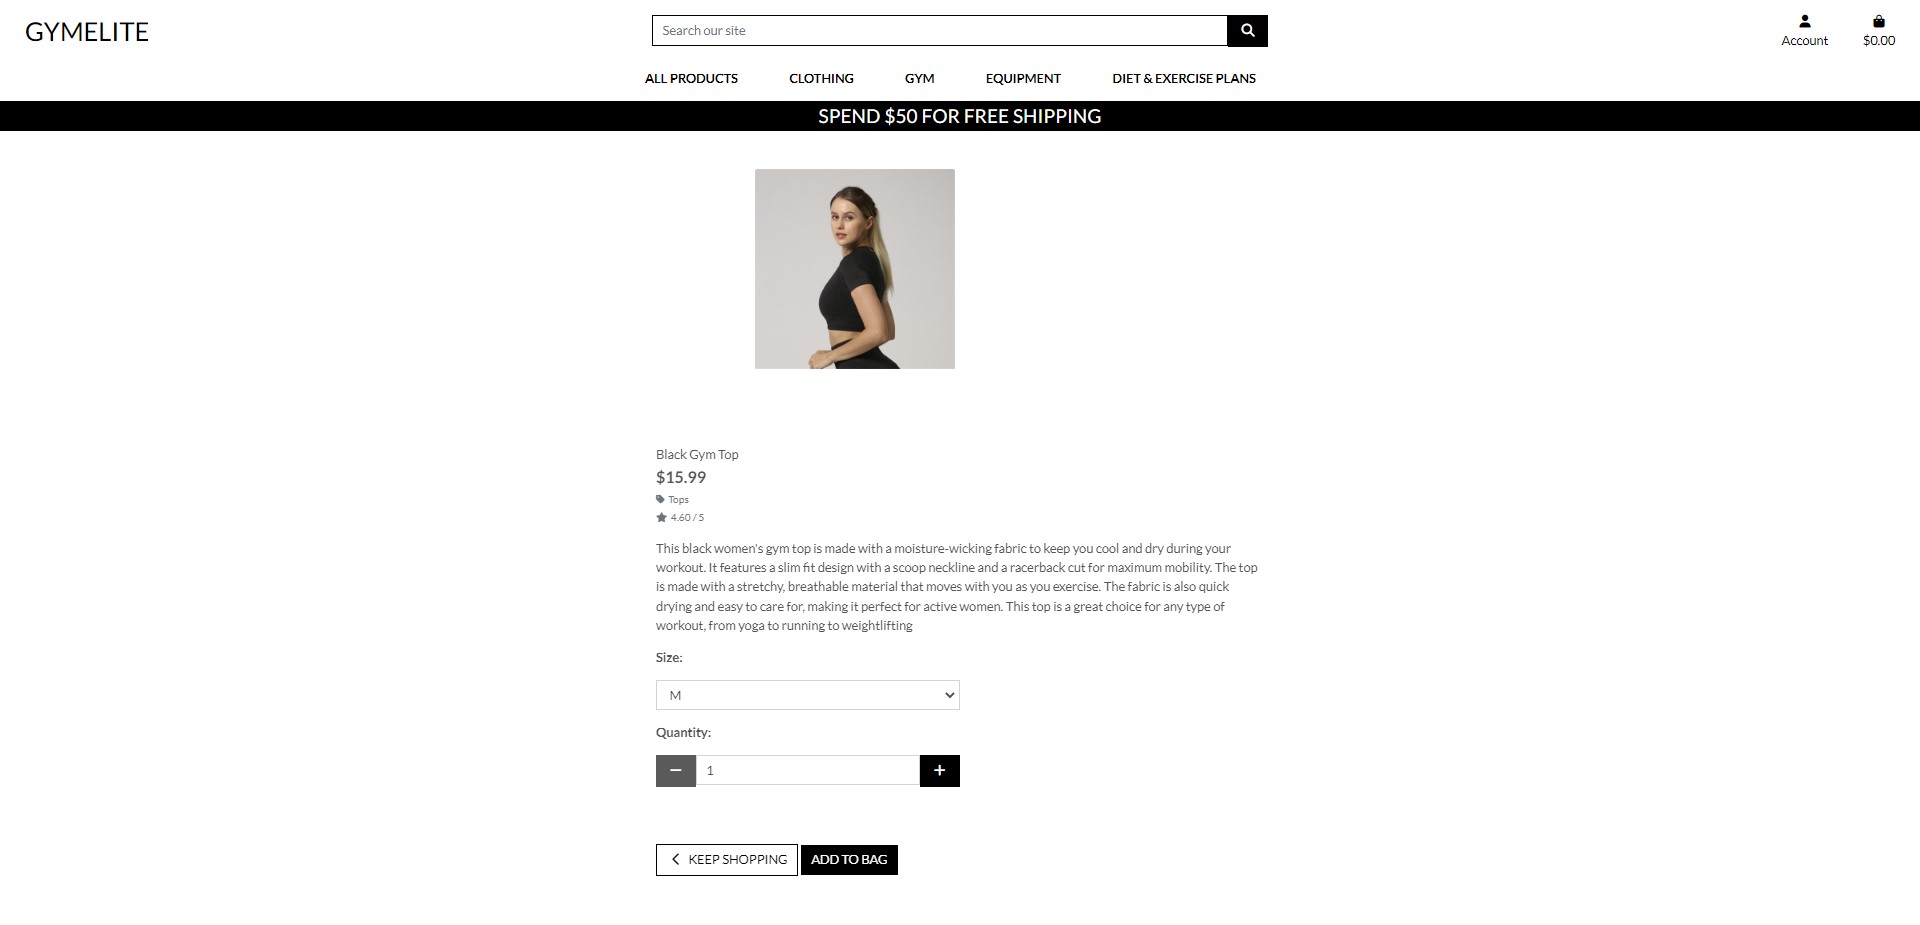 GYMELITE
Search our site
Account
$0.00
ALL PRODUCTS CLOTHING GYM EQUIPMENT DIET & EXERCISE PLANS
SPEND $50 FOR FREE SHIPPING
Black Gym Top
$15.99
Tops
4.60 / 5
This black women's gym top is made with a moisture-wicking fabric to keep you cool and dry during your
workout. It features a slim fit design with a scoop neckline and a racerback cut for maximum mobility. The top
is made with a stretchy, breathable material that moves with you as you exercise. The fabric is also quick
drying and easy to care for, making it perfect for active women. This top is a great choice for any type of
workout, from yoga to running to weightlifting
Size:
M
Quantity:
1
KEEP SHOPPING ADD TO BAG